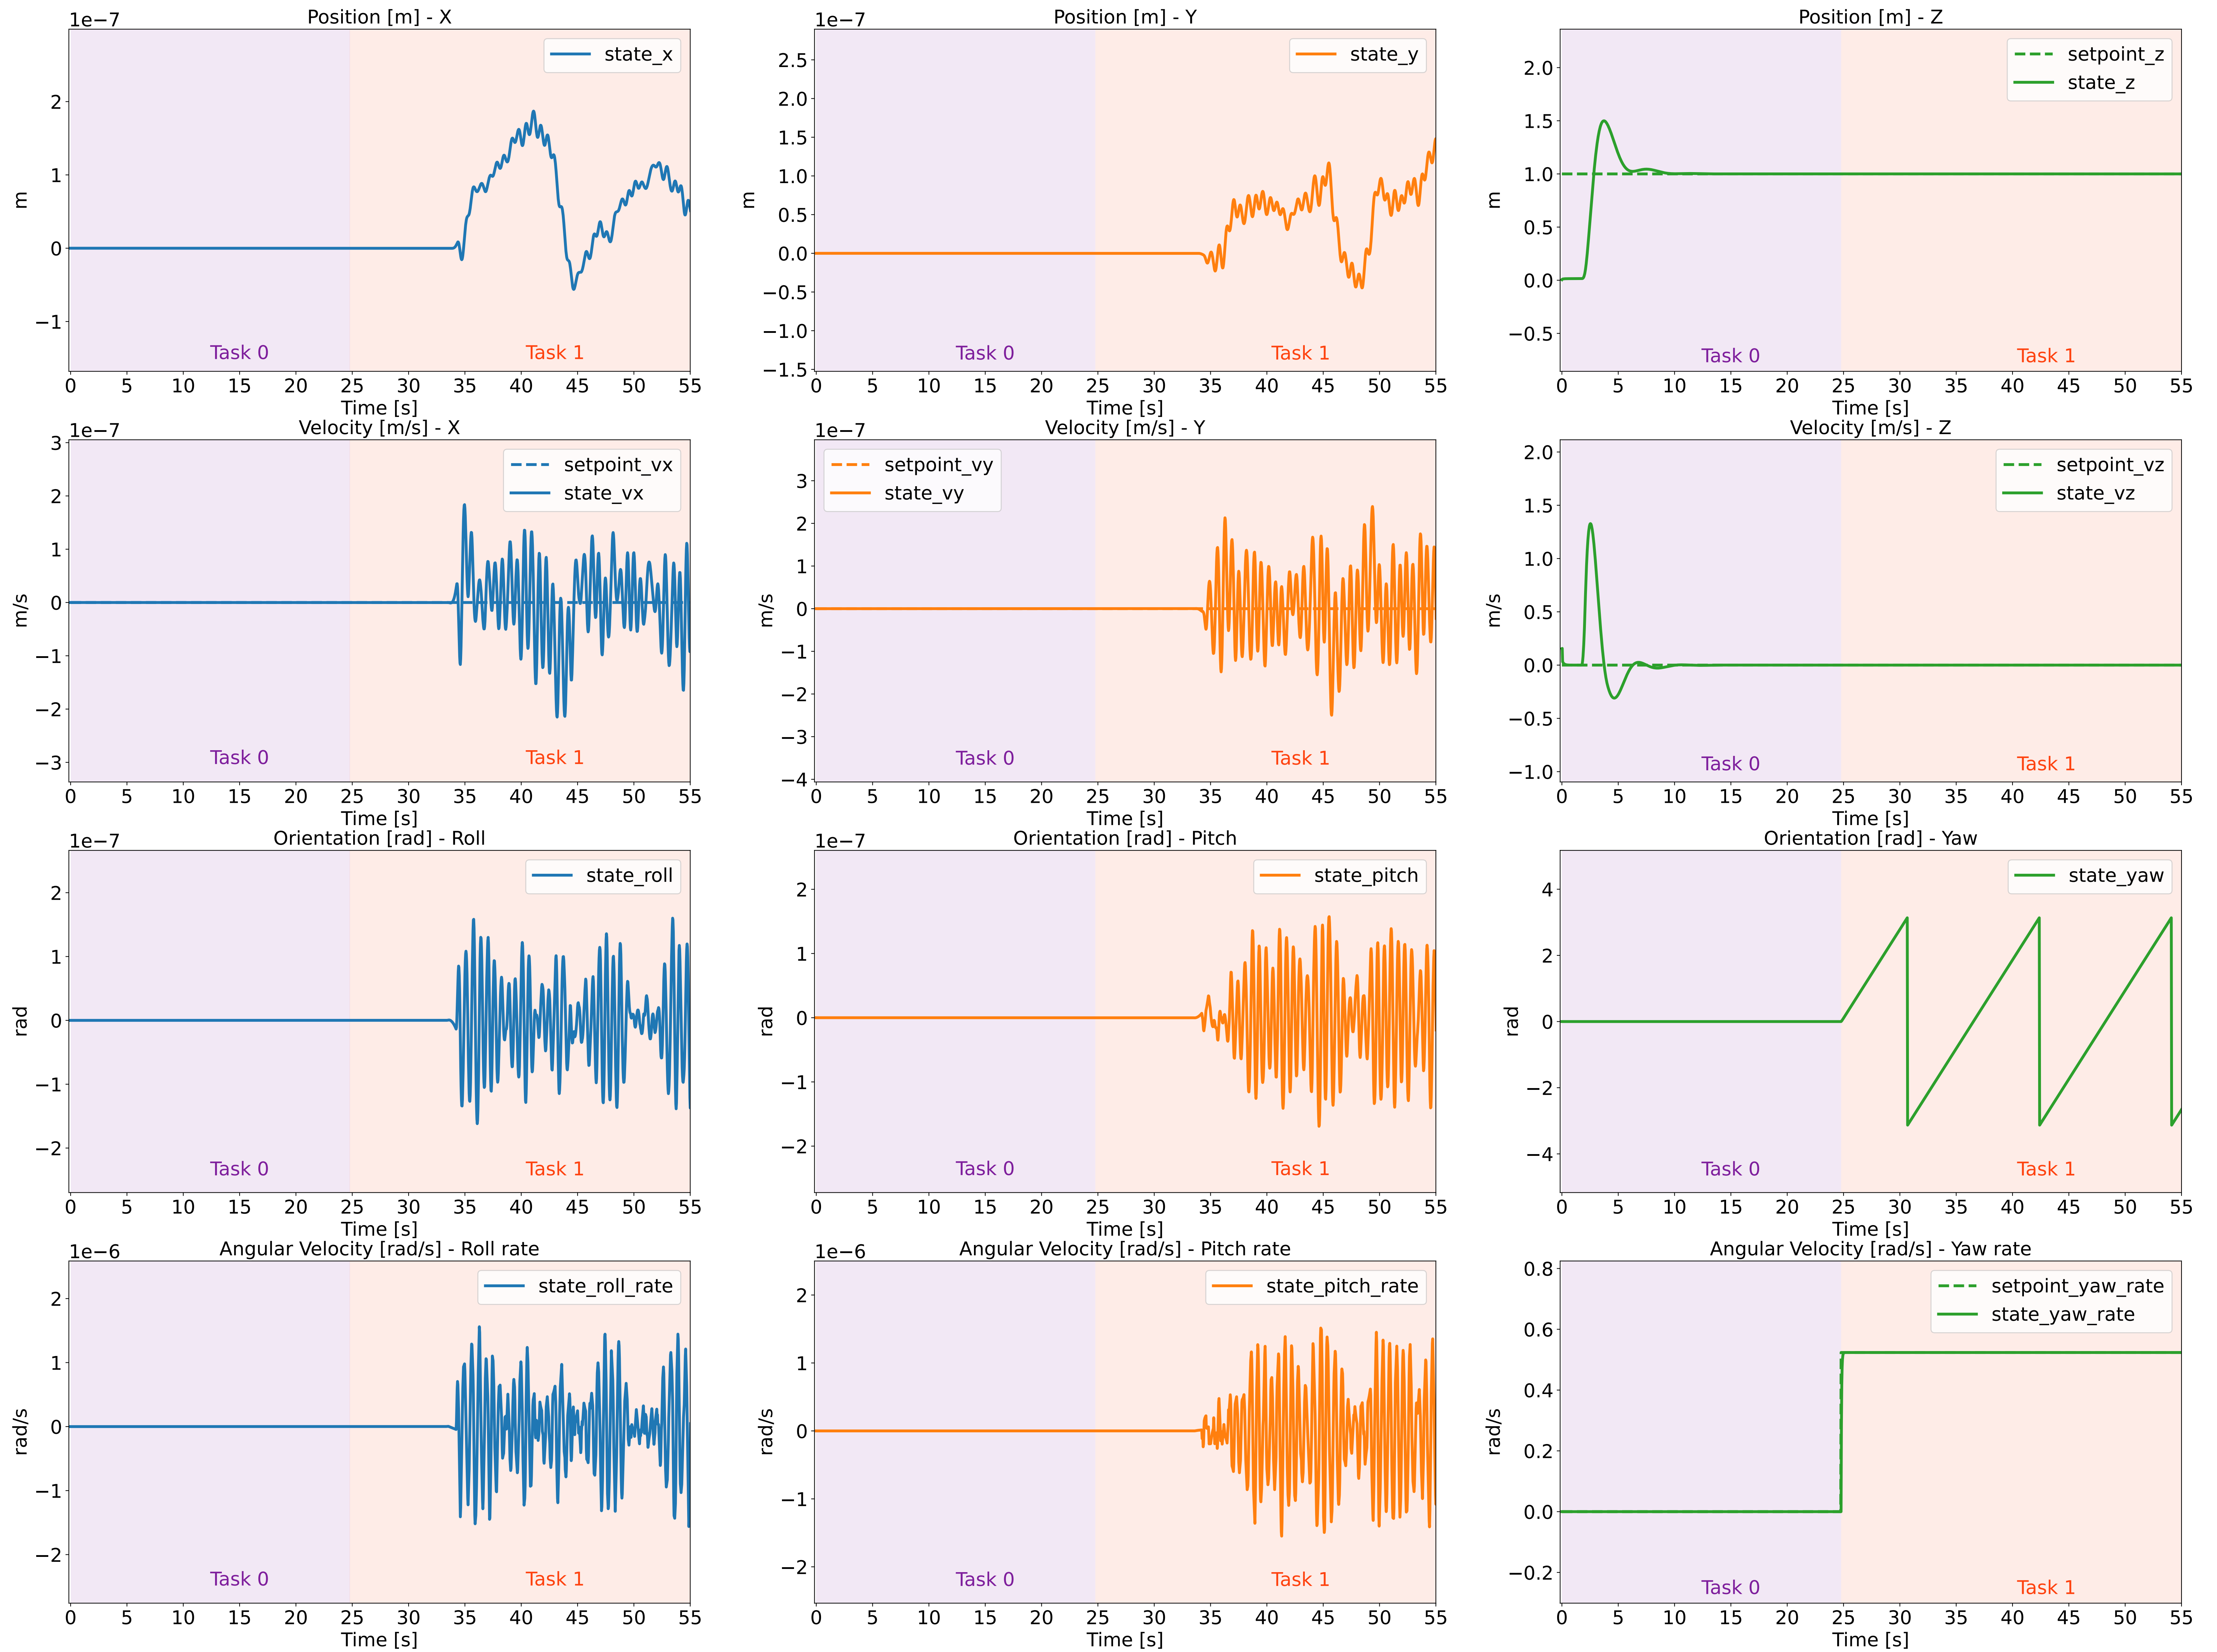 Position [m] - X
1e−7
state_x
2
1
0
−1
m
Task 0
Task 1
0 5 10 15 20 25 30 35 40 45 50 55
Time [s]
Position [m] - Y
1e−7
state_y
2.5
2.0
1.5
1.0
0.5
0.0
−0.5
−1.0
−1.5
m
Task 0
Task 1
0 5 10 15 20 25 30 35 40 45 50 55
Time [s]
Position [m] - Z
setpoint_z
state_z
2.0
1.5
1.0
0.5
0.0
−0.5
m
Task 0
Task 1
0 5 10 15 20 25 30 35 40 45 50 55
Time [s]
Velocity [m/s] - X
1e−7
setpoint_vx
state_vx
3
2
1
0
−1
−2
−3
m/s
Task 0
Task 1
0 5 10 15 20 25 30 35 40 45 50 55
Time [s]
Velocity [m/s] - Y
1e−7
setpoint_vy
state_vy
3
2
1
0
−1
−2
−3
−4
m/s
Task 0
Task 1
0 5 10 15 20 25 30 35 40 45 50 55
Time [s]
Velocity [m/s] - Z
setpoint_vz
state_vz
2.0
1.5
1.0
0.5
0.0
−0.5
−1.0
m/s
Task 0
Task 1
0 5 10 15 20 25 30 35 40 45 50 55
Time [s]
Orientation [rad] - Roll
1e−7
state_roll
2
1
0
−1
−2
rad
Task 0
Task 1
0 5 10 15 20 25 30 35 40 45 50 55
Time [s]
Orientation [rad] - Pitch
1e−7
state_pitch
2
1
0
−1
−2
rad
Task 0
Task 1
0 5 10 15 20 25 30 35 40 45 50 55
Time [s]
Orientation [rad] - Yaw
state_yaw
4
2
0
−2
−4
rad
Task 0
Task 1
0 5 10 15 20 25 30 35 40 45 50 55
Time [s]
Angular Velocity [rad/s] - Roll rate
1e−6
state_roll_rate
2
1
0
−1
−2
rad/s
Task 0
Task 1
0 5 10 15 20 25 30 35 40 45 50 55
Time [s]
Angular Velocity [rad/s] - Pitch rate
1e−6
state_pitch_rate
2
1
0
−1
−2
rad/s
Task 0
Task 1
0 5 10 15 20 25 30 35 40 45 50 55
Time [s]
Angular Velocity [rad/s] - Yaw rate
setpoint_yaw_rate
state_yaw_rate
0.8
0.6
0.4
0.2
0.0
−0.2
rad/s
Task 0
Task 1
0 5 10 15 20 25 30 35 40 45 50 55
Time [s]